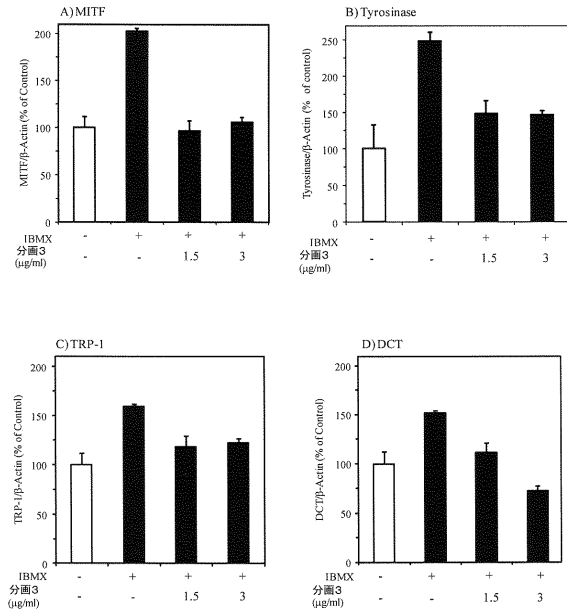 A) MITF
MITF/β-Actin (% of Control)
200
150
100
50
0
IBMX - + + +
分画3 - - 1.5 3
(μg/ml)
B) Tyrosinase
Tyrosinase/β-Actin (% of control)
250
200
150
100
50
0
IBMX - + + +
分画3 - - 1.5 3
(μg/ml)
C) TRP-1
TRP-1/β-Actin (% of Control)
200
150
100
50
0
IBMX - + + +
分画3 - - 1.5 3
(μg/ml)
D) DCT
DCT/β-Actin (% of Control)
200
150
100
50
0
IBMX - + + +
分画3 - - 1.5 3
(μg/ml)